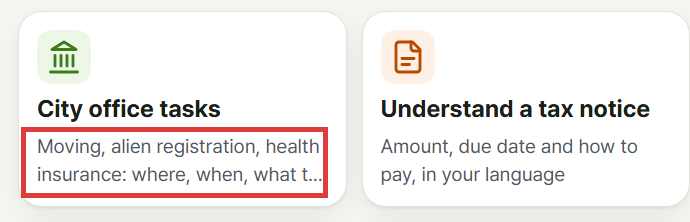 City office tasks
Moving, alien registration, health
insurance: where, when, what t...
Understand a tax notice
Amount, due date and how to
pay, in your language